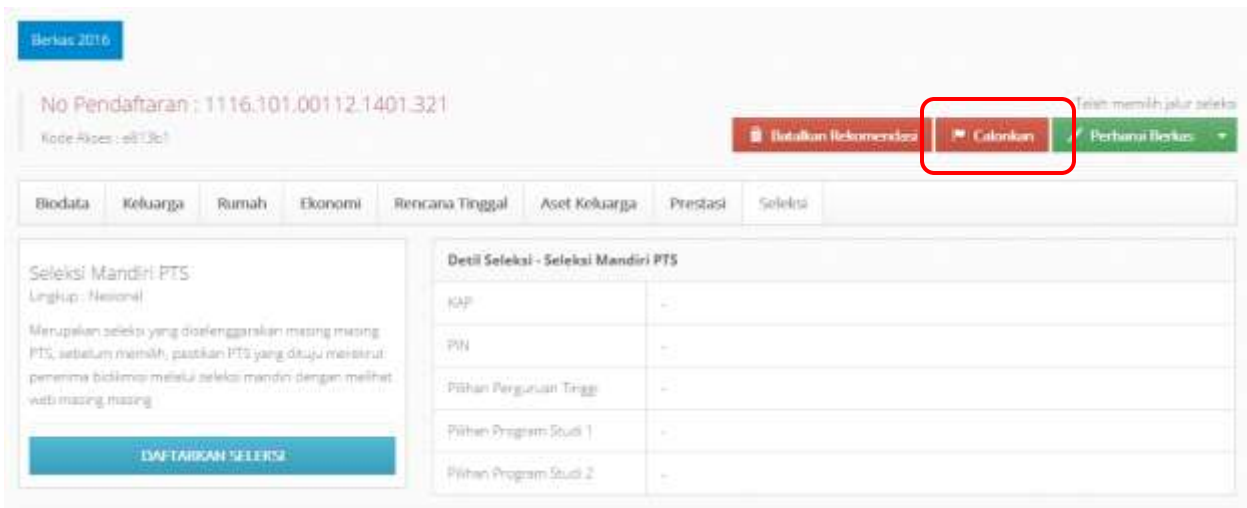 Berkas 2016
No Pendaftaran : 1116.101.00112.1401.321
Telah memilih jalur seleksi
Kode Akses : e813b1
Batalkan Rekomendasi
Calonkan
Perbarui Berkas
Biodata Keluarga Rumah Ekonomi Rencana Tinggal Aset Keluarga Prestasi Seleksi
Seleksi Mandiri PTS
Lingkup : Nasional
Merupakan seleksi yang diselenggarakan masing masing
PTS, sebelum memilih, pastikan PTS yang dituju merekrut
penerima bidikmisi melalui seleksi mandiri dengan melihat
web masing masing
DAFTARKAN SELEKSI
Detil Seleksi - Seleksi Mandiri PTS
KAP -
PIN -
Pilihan Perguruan Tinggi -
Pilihan Program Studi 1 -
Pilihan Program Studi 2 -